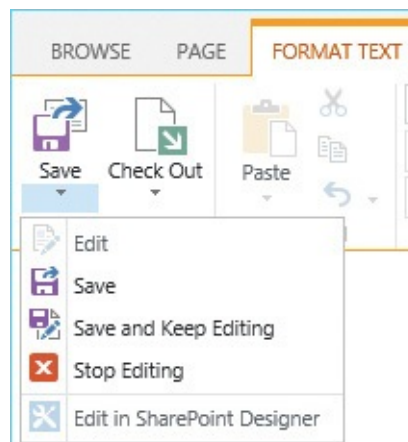 BROWSE PAGE FORMAT TEXT
Save Check Out Paste
Edit
Save
Save and Keep Editing
Stop Editing
Edit in SharePoint Designer